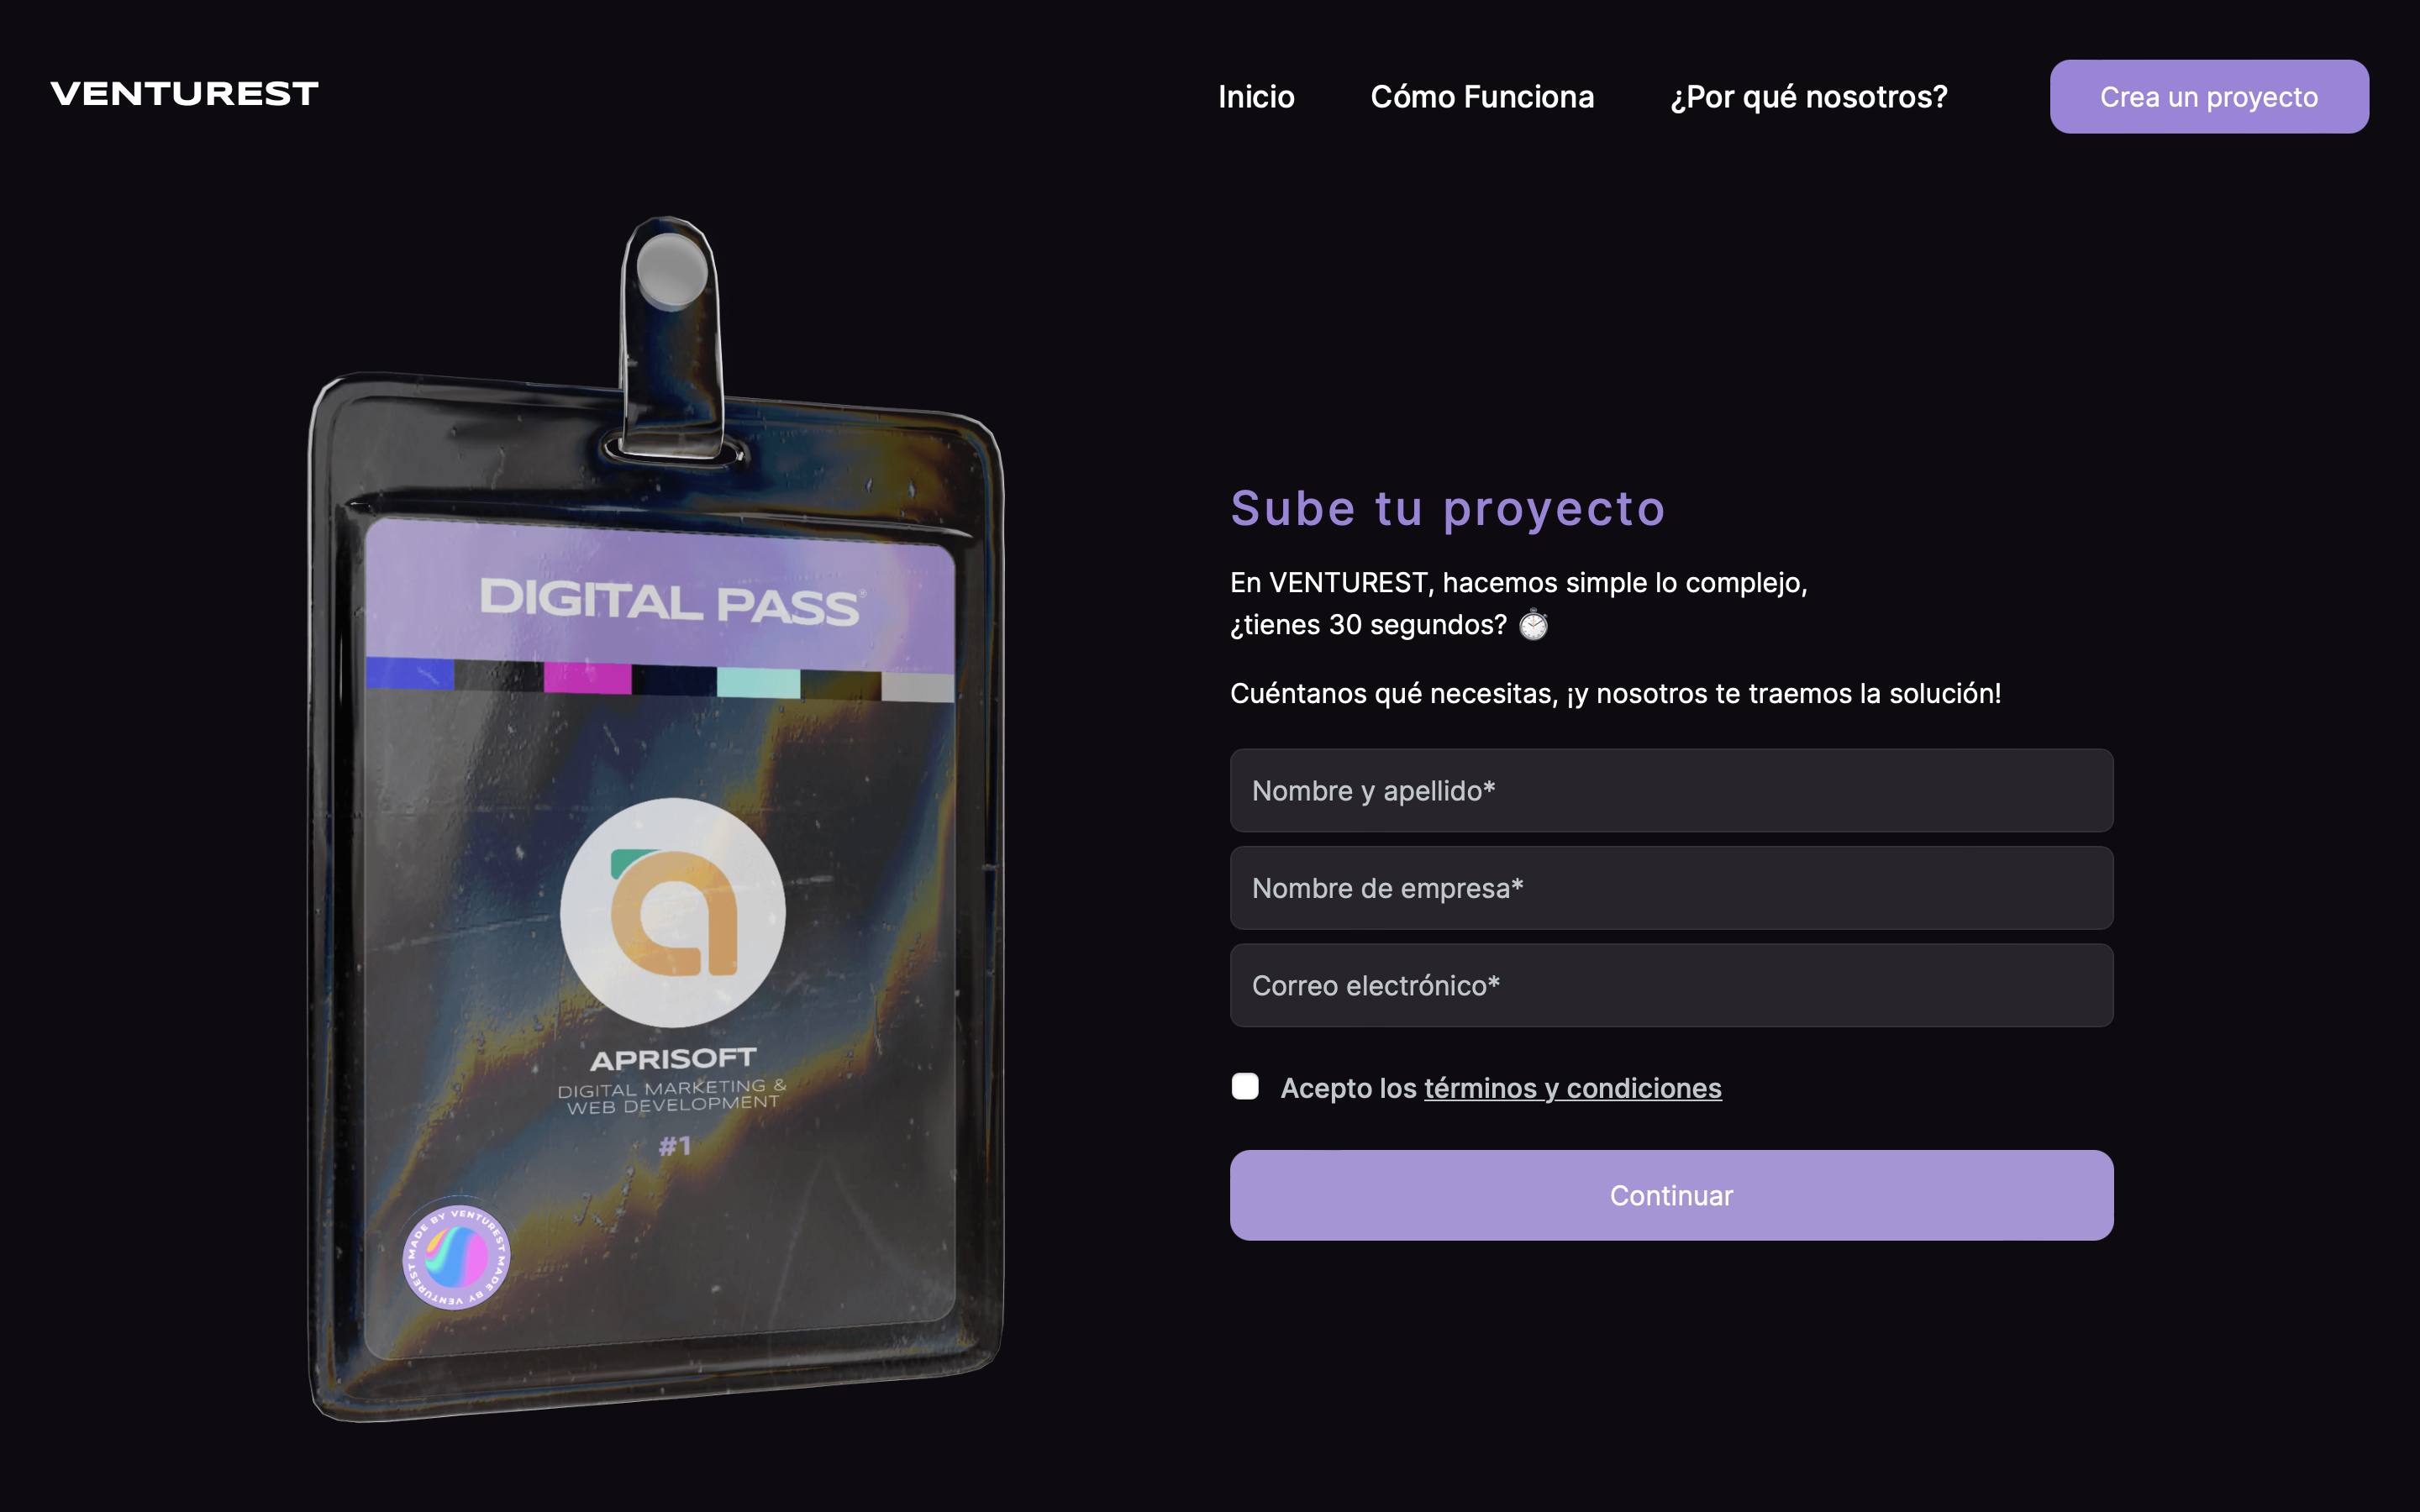 VENTUREST
Inicio
Cómo Funciona
¿Por qué nosotros?
Crea un proyecto
DIGITAL PASS®
APRISOFT
DIGITAL MARKETING &
WEB DEVELOPMENT
#1
MADE BY VENTUREST MADE BY VENTUREST
Sube tu proyecto
En VENTUREST, hacemos simple lo complejo,
¿tienes 30 segundos? ⏱️
Cuéntanos qué necesitas, ¡y nosotros te traemos la solución!
Nombre y apellido*
Nombre de empresa*
Correo electrónico*
Acepto los términos y condiciones
Continuar